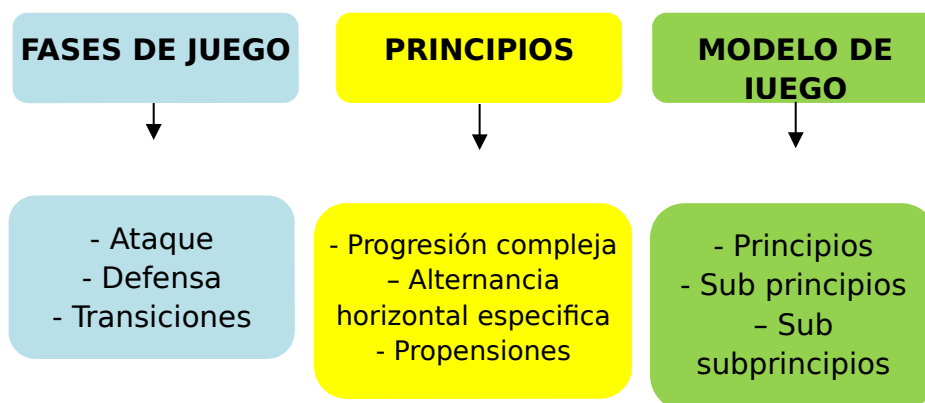 FASES DE JUEGO
PRINCIPIOS
MODELO DE
JUEGO
- Ataque
- Defensa
- Transiciones
- Progresión compleja
– Alternancia
horizontal especifica
- Propensiones
- Principios
- Sub principios
– Sub
subprincipios